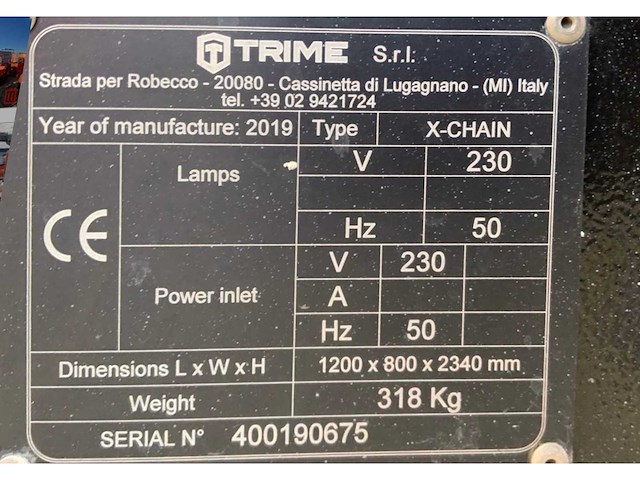 TRIME S.r.l.
Strada per Robecco - 20080 - Cassinetta di Lugagnano - (MI) Italy
tel. +39 02 9421724
Year of manufacture: 2019 Type X-CHAIN
CE
Lamps V 230
Hz 50
Power inlet V 230
A
Hz 50
Dimensions L x W x H 1200 x 800 x 2340 mm
Weight 318 Kg
SERIAL N° 400190675